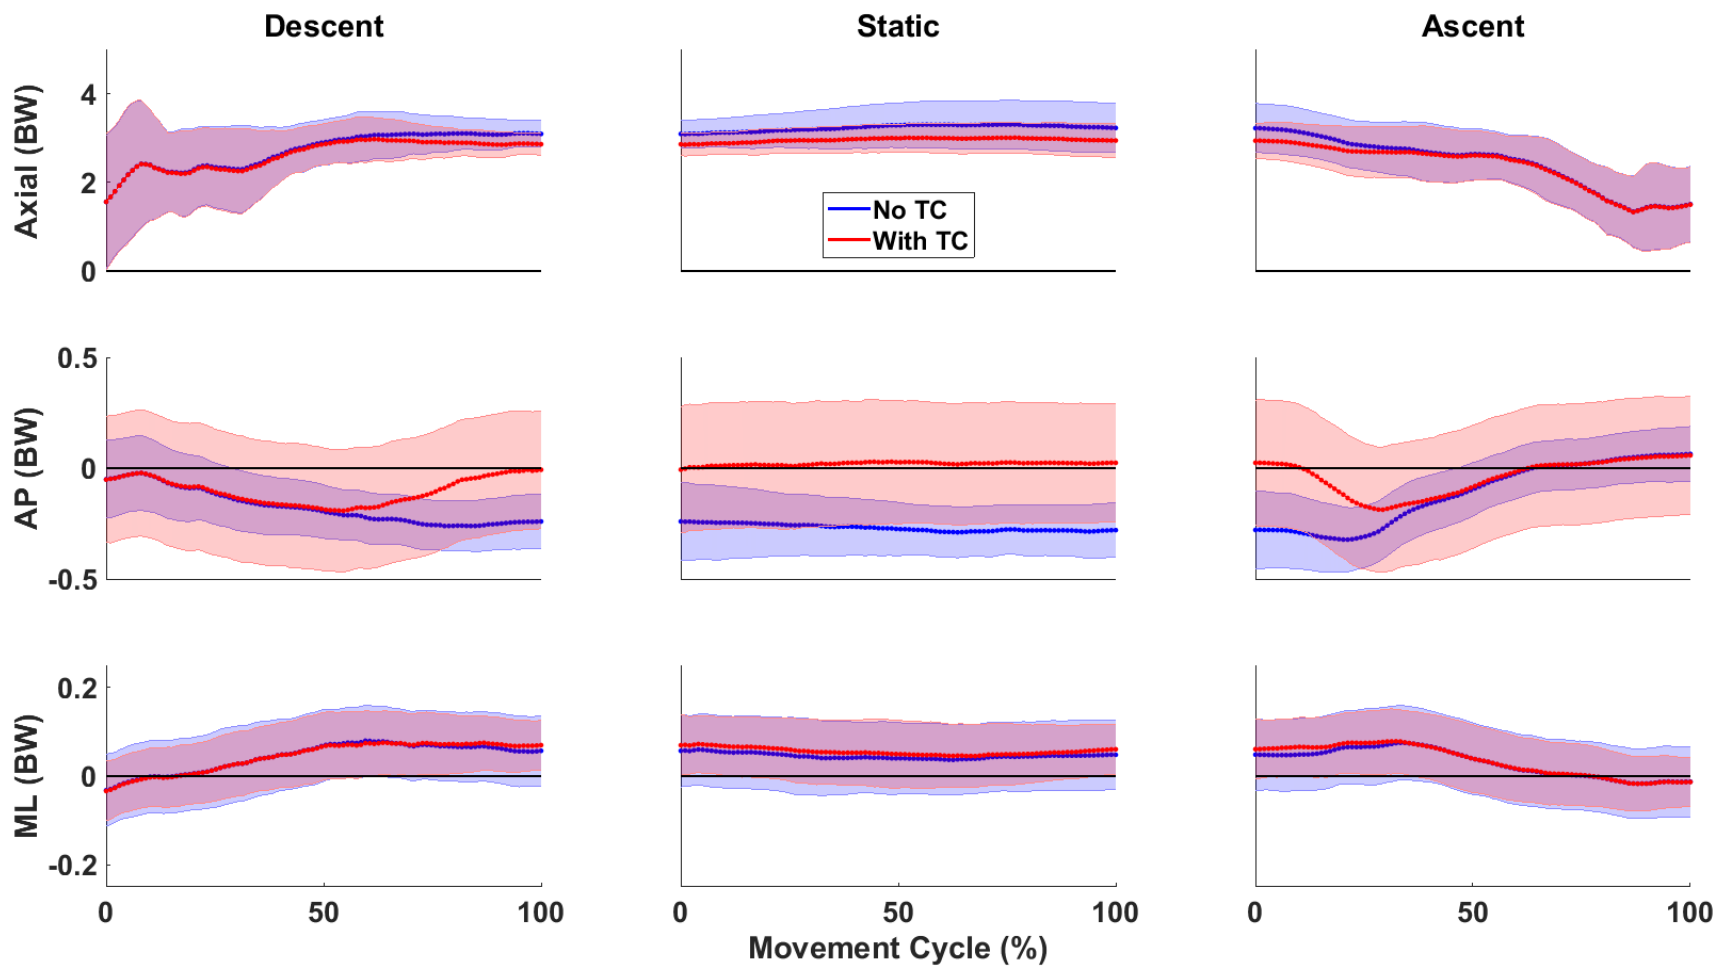 Descent
Static
Ascent
Axial (BW)
4
2
0
No TC
With TC
AP (BW)
0.5
0
-0.5
ML (BW)
0.2
0
-0.2
0 50 100
0 50 100
0 50 100
Movement Cycle (%)